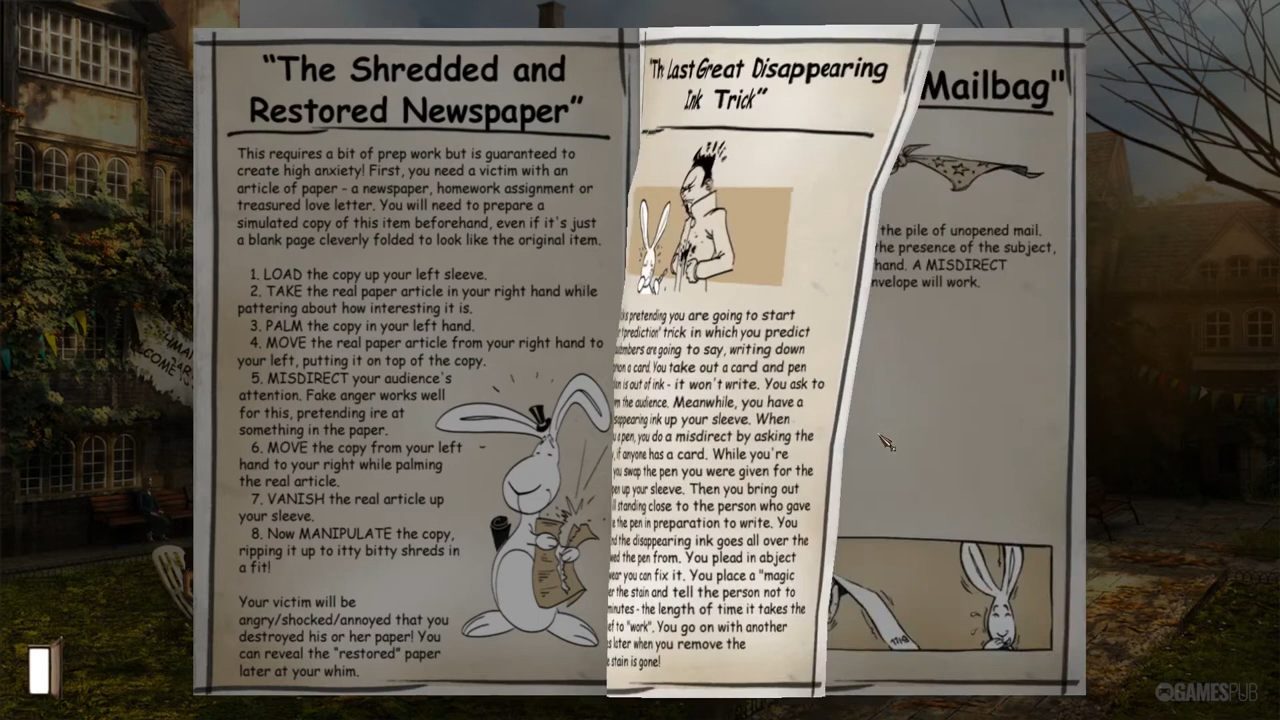 "The Shredded and
Restored Newspaper"
This requires a bit of prep work but is guaranteed to
create high anxiety! First, you need a victim with an
article of paper - a newspaper, homework assignment or
treasured love letter. You will need to prepare a
simulated copy of this item beforehand, even if it's just
a blank page cleverly folded to look like the original item.
1. LOAD the copy up your left sleeve.
2. TAKE the real paper article in your right hand while
pattering about how interesting it is.
3. PALM the copy in your left hand.
4. MOVE the real paper article from your right hand to
your left, putting it on top of the copy.
5. MISDIRECT your audience's
attention. Fake anger works well
for this, pretending ire at
something in the paper.
6. MOVE the copy from your left
hand to your right while palming
the real article.
7. VANISH the real article up
your sleeve.
8. Now MANIPULATE the copy,
ripping it up to itty bitty shreds in
a fit!
Your victim will be
angry/shocked/annoyed that you
destroyed his or her paper! You
can reveal the "restored" paper
later at your whim.
"Th Last Great Disappearing
Ink Trick"
pretending you are going to start
"prediction" trick in which you predict
are going to say, writing down
on a card. You take out a card and pen
is out of ink - it won't write. You ask to
the audience. Meanwhile, you have a
ink up your sleeve. When
pen, you do a misdirect by asking the
if anyone has a card. While you're
you swap the pen you were given for the
up your sleeve. Then you bring out
standing close to the person who gave
the pen in preparation to write. You
the disappearing ink goes all over the
the pen from. You plead in abject
you can fix it. You place a "magic
the stain and tell the person not to
minutes - the length of time it takes the
to "work". You go on with another
later when you remove the
stain is gone!
Mailbag"
the pile of unopened mail.
the presence of the subject,
hand. A MISDIRECT
nvelope will work.
GAMESPUB